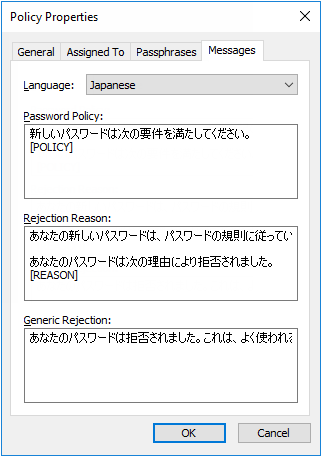 Policy Properties
General Assigned To Passphrases Messages
Language: Japanese
Password Policy:
新しいパスワードは次の要件を満たしてください。
[POLICY]
Rejection Reason:
あなたの新しいパスワードは、パスワードの規則に従ってい
あなたのパスワードは次の理由により拒否されました。
[REASON]
Generic Rejection:
あなたのパスワードは拒否されました。これは、よく使われる
OK Cancel